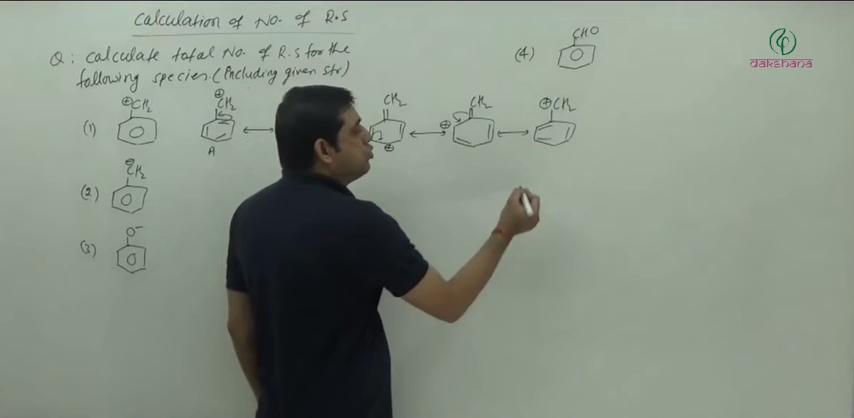 Calculation of No. of R.S
Q: Calculate total No. of R.S for the
following species. (Including given str)
(1) ⊕CH₂ ⊕CH₂ ↔ CH₂ ⊕ ↔ ⊕ CH₂ ↔ ⊕CH₂
A
(2) ⊖CH₂
(3) O⁻
(4) CHO
dakshana